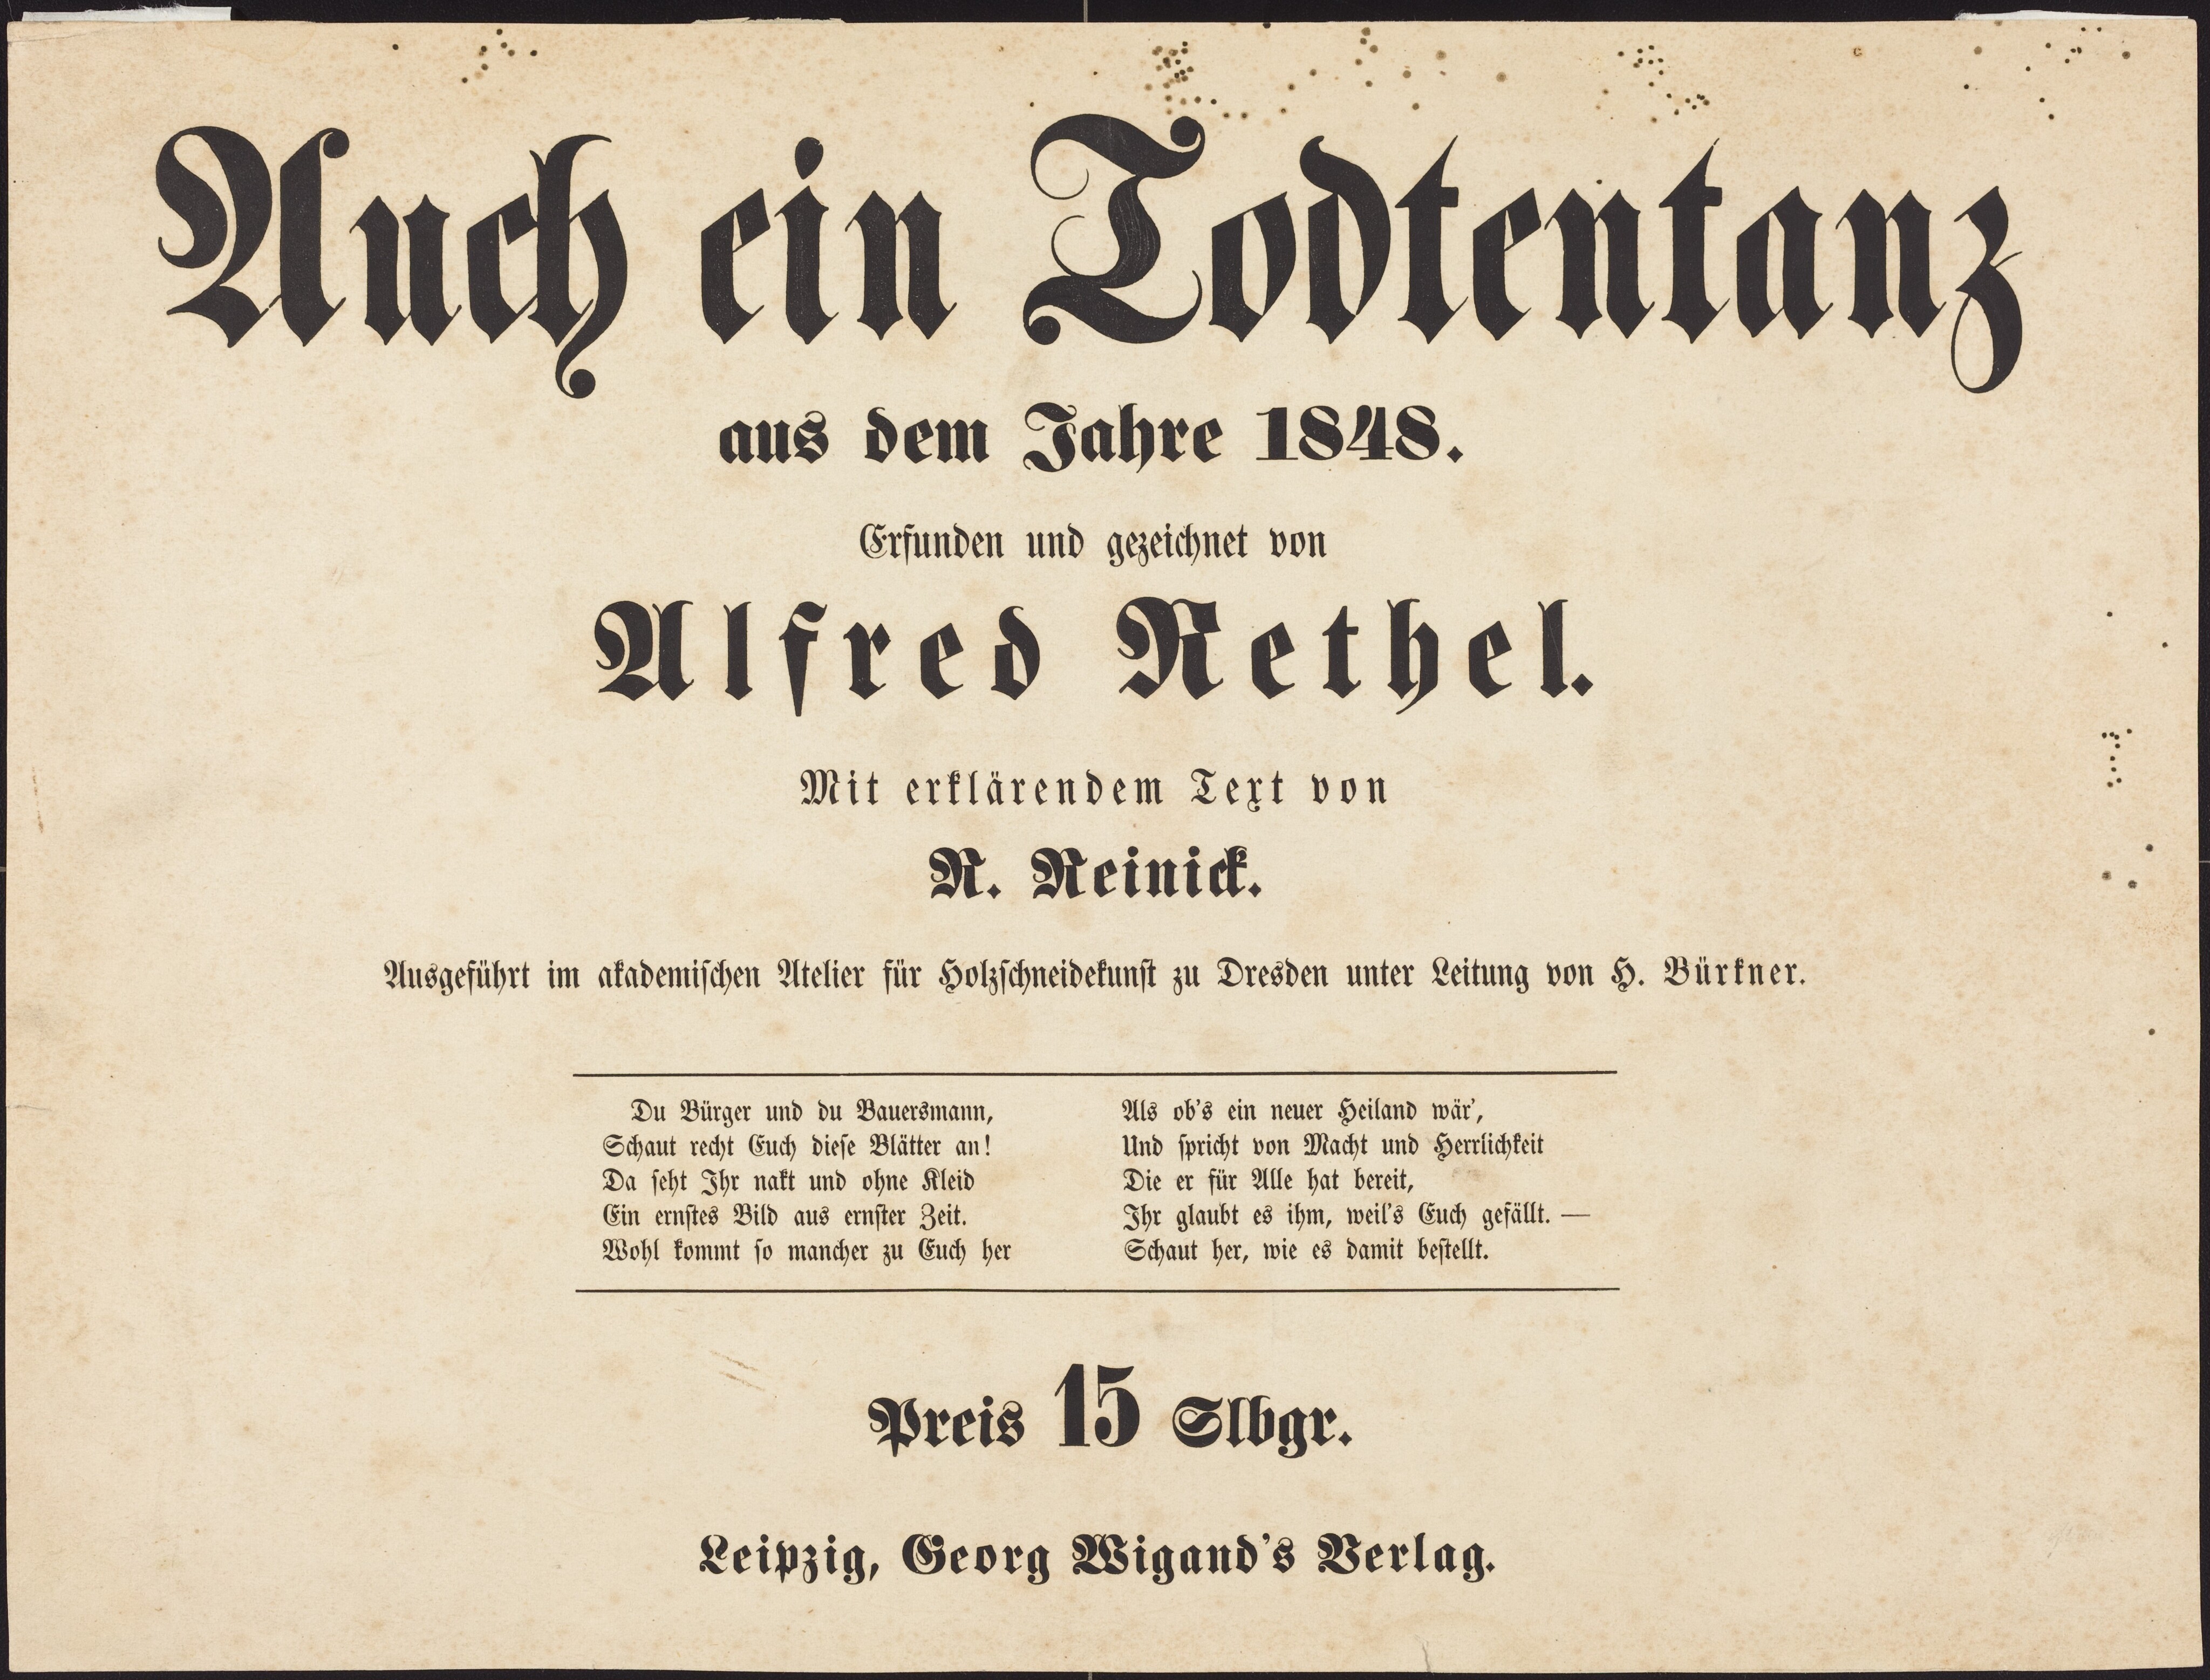 Auch ein Todtentanz
aus dem Jahre 1848.
Erfunden und gezeichnet von
Alfred Rethel.
Mit erklärendem Text von
R. Reinick.
Ausgeführt im akademischen Atelier für Holzschneidekunst zu Dresden unter Leitung von H. Bürkner.
Du Bürger und du Bauersmann,
Schaut recht Euch diese Blätter an!
Da seht Ihr nakt und ohne Kleid
Ein ernstes Bild aus ernster Zeit.
Wohl kommt so mancher zu Euch her
Als ob's ein neuer Heiland wär',
Und spricht von Macht und Herrlichkeit
Die er für Alle hat bereit,
Ihr glaubt es ihm, weil's Euch gefällt. —
Schaut her, wie es damit bestellt.
Preis 15 Slbgr.
Leipzig, Georg Wigand's Verlag.